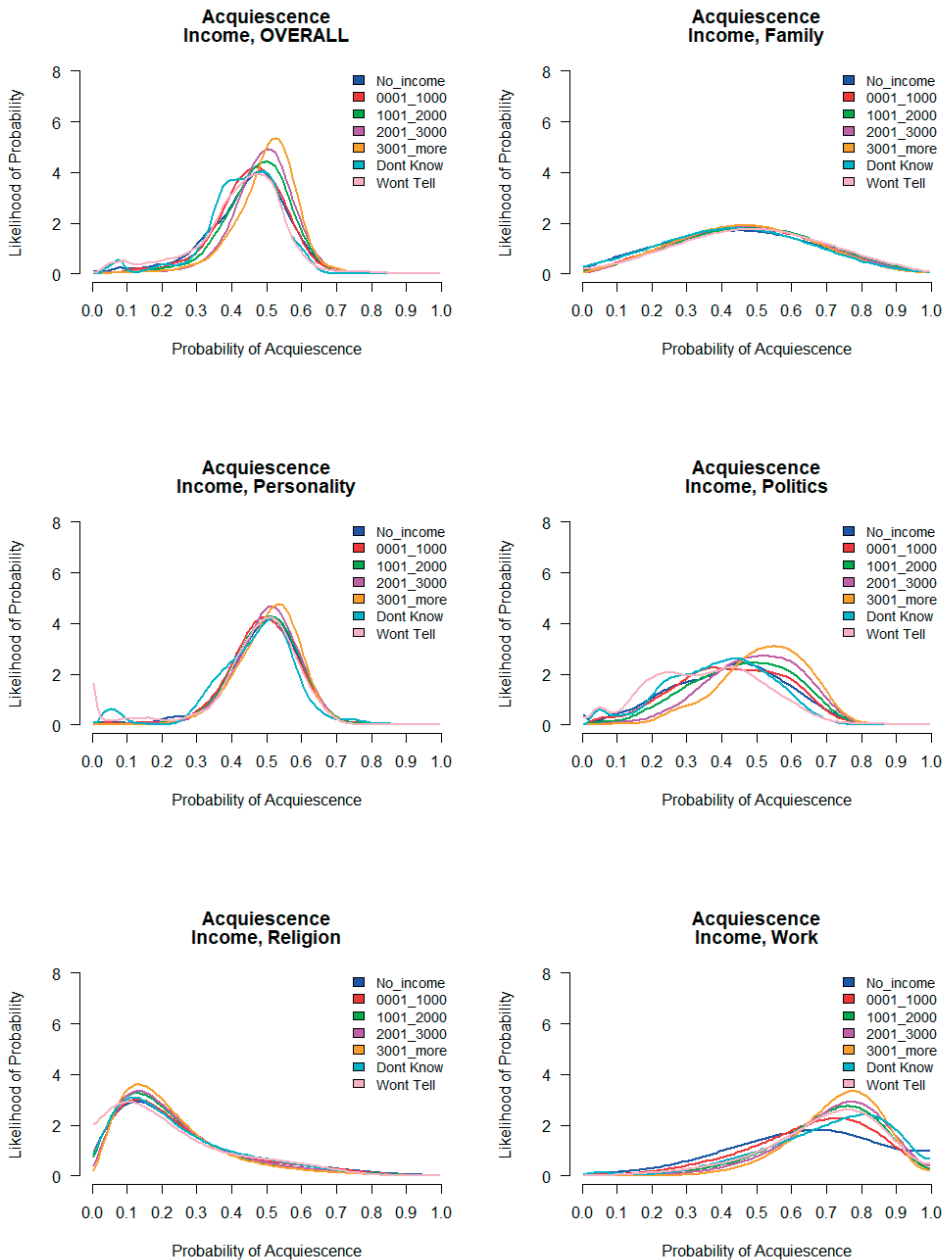 Acquiescence
Income, OVERALL
Likelihood of Probability
8
6
4
2
0
No_income
0001_1000
1001_2000
2001_3000
3001_more
Dont Know
Wont Tell
0.0 0.1 0.2 0.3 0.4 0.5 0.6 0.7 0.8 0.9 1.0
Probability of Acquiescence
Acquiescence
Income, Family
Likelihood of Probability
8
6
4
2
0
No_income
0001_1000
1001_2000
2001_3000
3001_more
Dont Know
Wont Tell
0.0 0.1 0.2 0.3 0.4 0.5 0.6 0.7 0.8 0.9 1.0
Probability of Acquiescence
Acquiescence
Income, Personality
Likelihood of Probability
8
6
4
2
0
No_income
0001_1000
1001_2000
2001_3000
3001_more
Dont Know
Wont Tell
0.0 0.1 0.2 0.3 0.4 0.5 0.6 0.7 0.8 0.9 1.0
Probability of Acquiescence
Acquiescence
Income, Politics
Likelihood of Probability
8
6
4
2
0
No_income
0001_1000
1001_2000
2001_3000
3001_more
Dont Know
Wont Tell
0.0 0.1 0.2 0.3 0.4 0.5 0.6 0.7 0.8 0.9 1.0
Probability of Acquiescence
Acquiescence
Income, Religion
Likelihood of Probability
8
6
4
2
0
No_income
0001_1000
1001_2000
2001_3000
3001_more
Dont Know
Wont Tell
0.0 0.1 0.2 0.3 0.4 0.5 0.6 0.7 0.8 0.9 1.0
Probability of Acquiescence
Acquiescence
Income, Work
Likelihood of Probability
8
6
4
2
0
No_income
0001_1000
1001_2000
2001_3000
3001_more
Dont Know
Wont Tell
0.0 0.1 0.2 0.3 0.4 0.5 0.6 0.7 0.8 0.9 1.0
Probability of Acquiescence